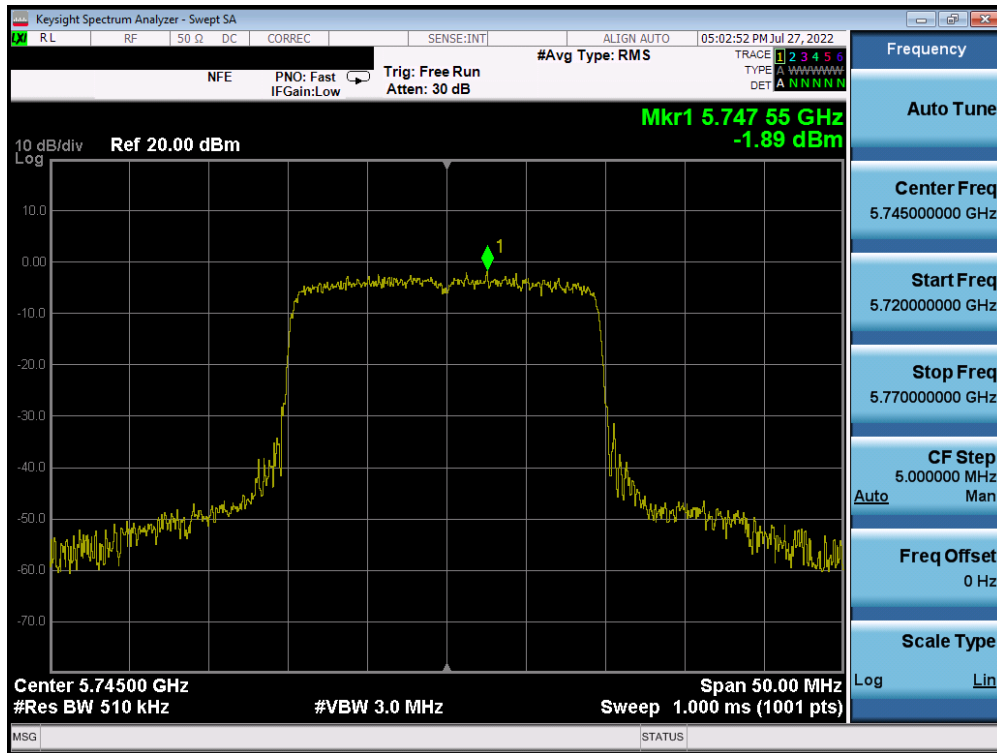 Keysight Spectrum Analyzer - Swept SA
LXI RL RF 50 Ω DC CORREC SENSE:INT ALIGN AUTO 05:02:52 PM Jul 27, 2022
#Avg Type: RMS TRACE 1 2 3 4 5 6
NFE PNO: Fast Trig: Free Run TYPE A WWWWWW
IFGain:Low Atten: 30 dB DET A N N N N N
Mkr1 5.747 55 GHz
-1.89 dBm
10 dB/div Ref 20.00 dBm
Log
1
10.0
0.00
-10.0
-20.0
-30.0
-40.0
-50.0
-60.0
-70.0
Center 5.74500 GHz Span 50.00 MHz
#Res BW 510 kHz #VBW 3.0 MHz Sweep 1.000 ms (1001 pts)
MSG STATUS
Frequency
Auto Tune
Center Freq
5.745000000 GHz
Start Freq
5.720000000 GHz
Stop Freq
5.770000000 GHz
CF Step
5.000000 MHz
Auto Man
Freq Offset
0 Hz
Scale Type
Log Lin